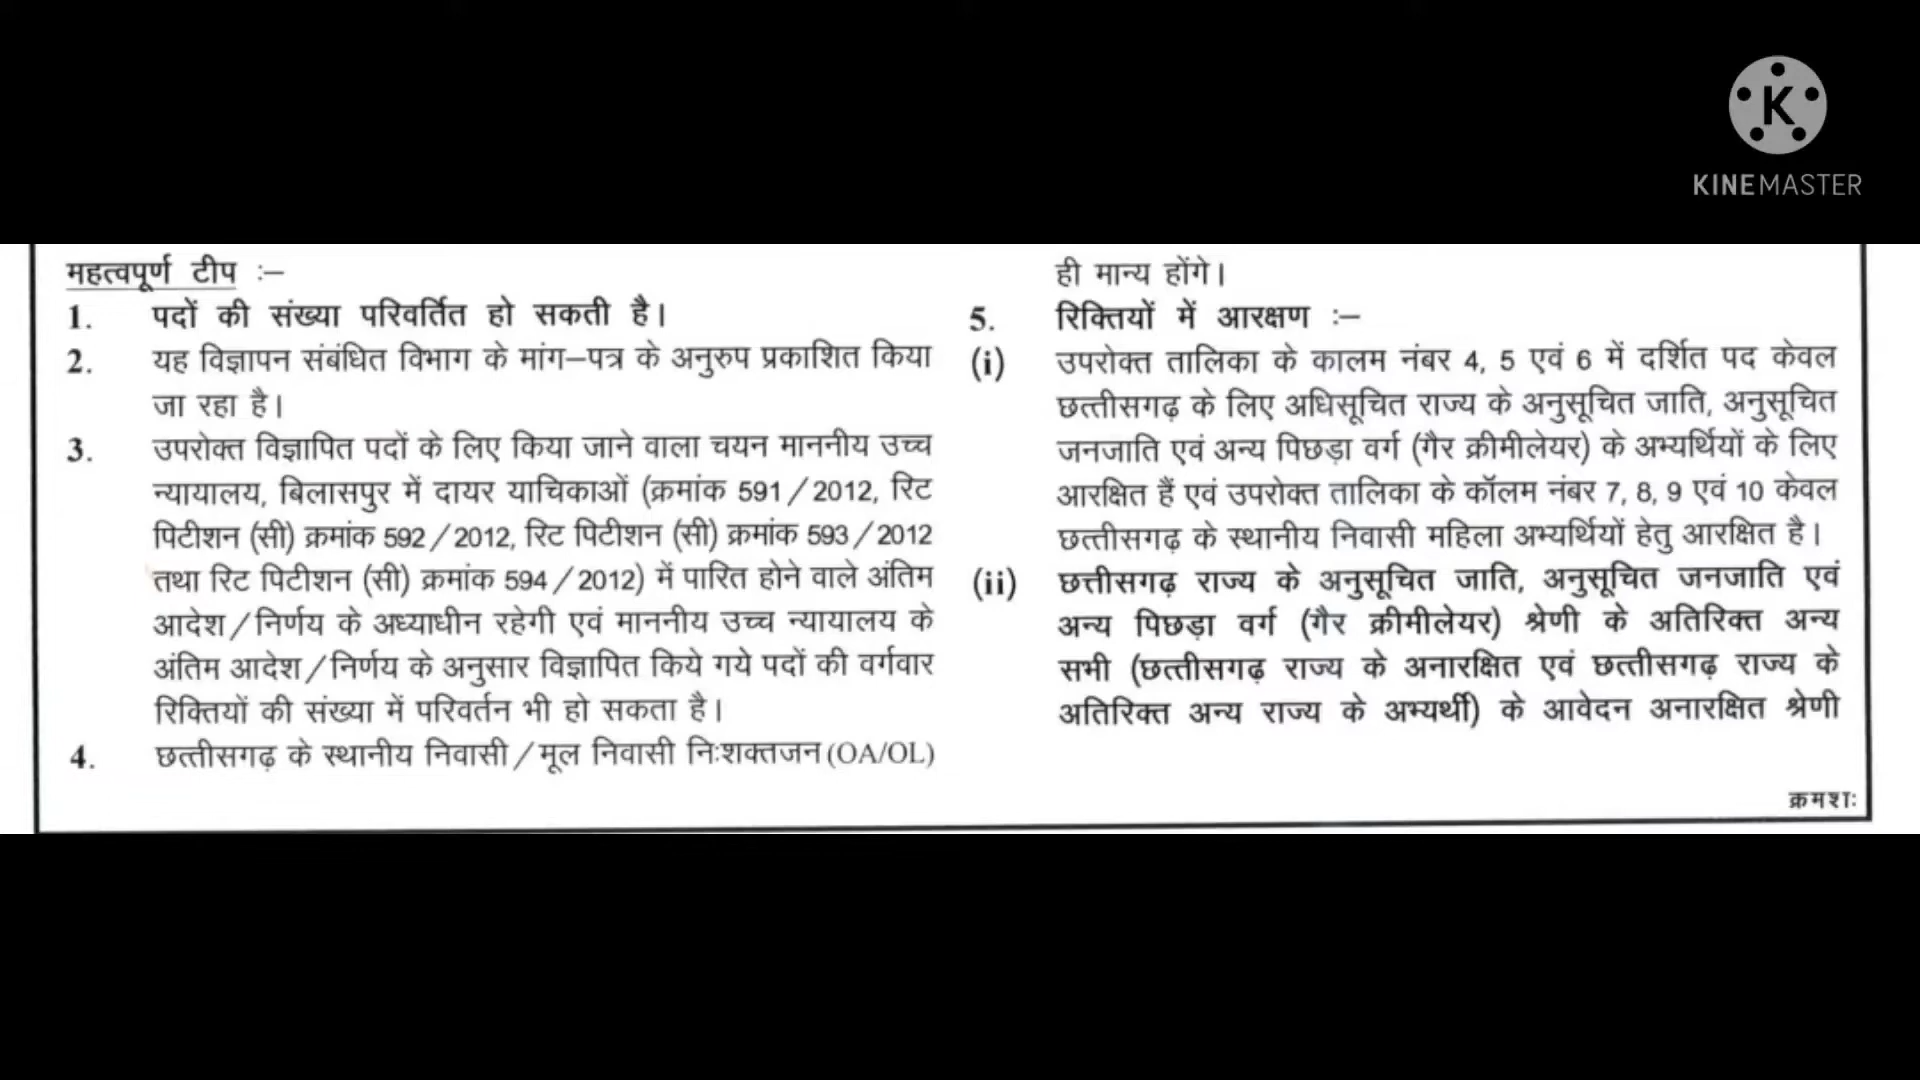 K
KINEMASTER
महत्वपूर्ण टीप :–
1. पदों की संख्या परिवर्तित हो सकती है।
2. यह विज्ञापन संबंधित विभाग के मांग–पत्र के अनुरुप प्रकाशित किया
जा रहा है।
3. उपरोक्त विज्ञापित पदों के लिए किया जाने वाला चयन माननीय उच्च
न्यायालय, बिलासपुर में दायर याचिकाओं (क्रमांक 591/2012, रिट
पिटीशन (सी) क्रमांक 592/2012, रिट पिटीशन (सी) क्रमांक 593/2012
तथा रिट पिटीशन (सी) क्रमांक 594/2012) में पारित होने वाले अंतिम
आदेश/निर्णय के अध्याधीन रहेगी एवं माननीय उच्च न्यायालय के
अंतिम आदेश/निर्णय के अनुसार विज्ञापित किये गये पदों की वर्गवार
रिक्तियों की संख्या में परिवर्तन भी हो सकता है।
4. छत्तीसगढ़ के स्थानीय निवासी/मूल निवासी निःशक्तजन (OA/OL)
ही मान्य होंगे।
5. रिक्तियों में आरक्षण :–
(i) उपरोक्त तालिका के कालम नंबर 4, 5 एवं 6 में दर्शित पद केवल
छत्तीसगढ़ के लिए अधिसूचित राज्य के अनुसूचित जाति, अनुसूचित
जनजाति एवं अन्य पिछड़ा वर्ग (गैर क्रीमीलेयर) के अभ्यर्थियों के लिए
आरक्षित हैं एवं उपरोक्त तालिका के कॉलम नंबर 7, 8, 9 एवं 10 केवल
छत्तीसगढ़ के स्थानीय निवासी महिला अभ्यर्थियों हेतु आरक्षित है।
(ii) छत्तीसगढ़ राज्य के अनुसूचित जाति, अनुसूचित जनजाति एवं
अन्य पिछड़ा वर्ग (गैर क्रीमीलेयर) श्रेणी के अतिरिक्त अन्य
सभी (छत्तीसगढ़ राज्य के अनारक्षित एवं छत्तीसगढ़ राज्य के
अतिरिक्त अन्य राज्य के अभ्यर्थी) के आवेदन अनारक्षित श्रेणी
क्रमशः